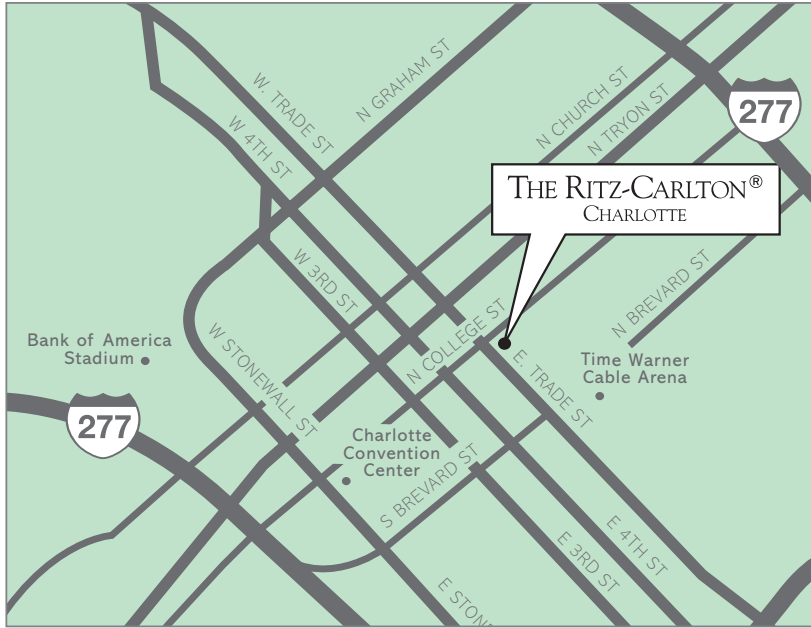 N GRAHAM ST
W. TRADE ST
N CHURCH ST
N TRYON ST
277
W 4TH ST
THE RITZ-CARLTON®
CHARLOTTE
W 3RD ST
N BREVARD ST
N COLLEGE ST
Bank of America
Stadium
W STONEWALL ST
E. TRADE ST
Time Warner
Cable Arena
277
Charlotte
Convention
Center
S BREVARD ST
E 4TH ST
E 3RD ST
E STON